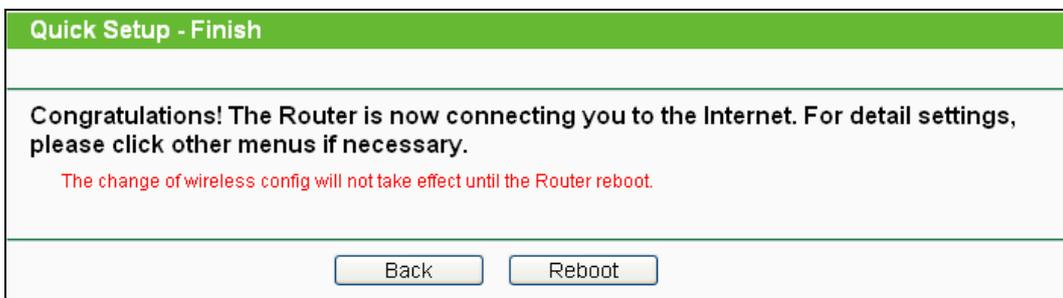 Quick Setup - Finish
Congratulations! The Router is now connecting you to the Internet. For detail settings,
please click other menus if necessary.
The change of wireless config will not take effect until the Router reboot.
Back
Reboot